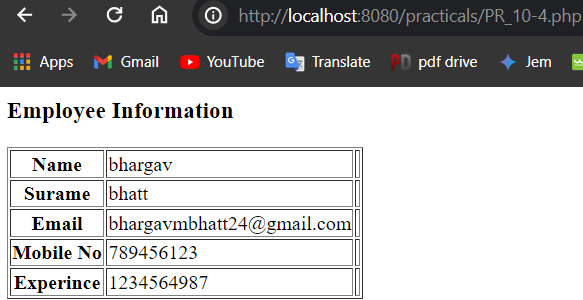 http://localhost:8080/practicals/PR_10-4.php
Apps Gmail YouTube Translate pdf drive Jem
Employee Information
Name bhargav
Surame bhatt
Email bhargavmbhatt24@gmail.com
Mobile No 789456123
Experince 1234564987